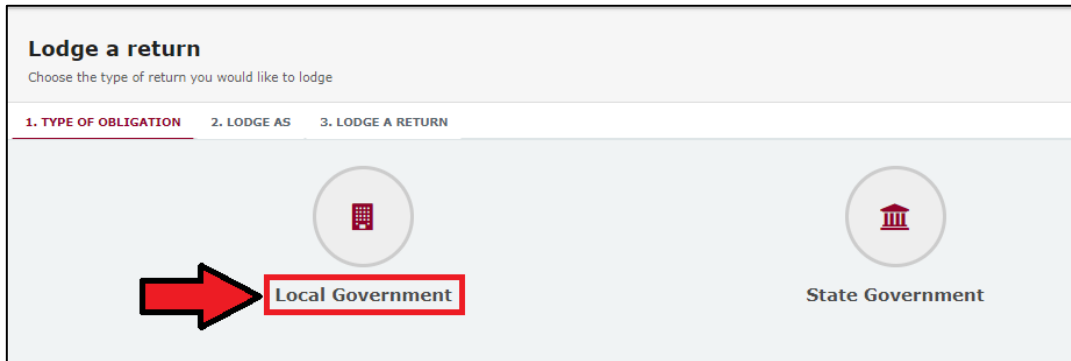 Lodge a return
Choose the type of return you would like to lodge
1. TYPE OF OBLIGATION 2. LODGE AS 3. LODGE A RETURN
Local Government State Government